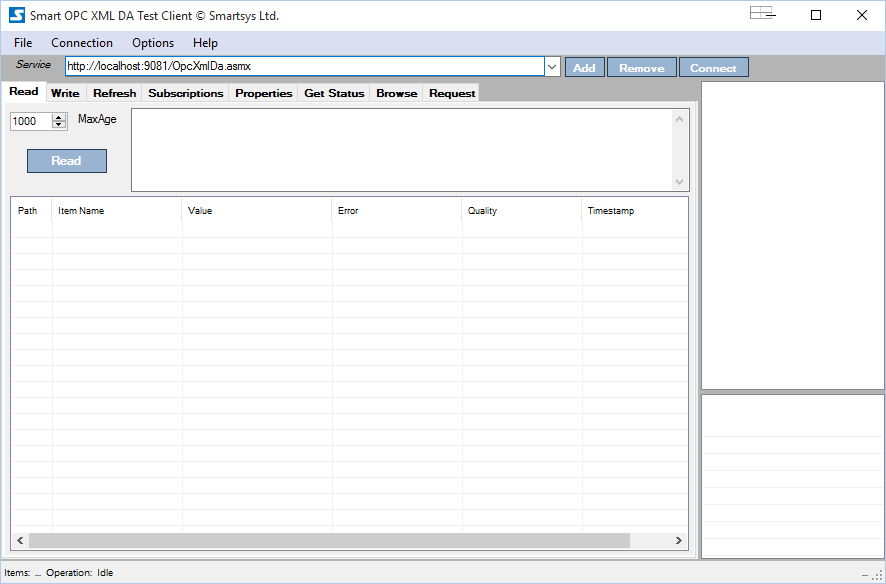 Smart OPC XML DA Test Client © Smartsys Ltd.
File Connection Options Help
Service http://localhost:9081/OpcXmlDa.asmx Add Remove Connect
Read Write Refresh Subscriptions Properties Get Status Browse Request
1000 MaxAge
Read
Path Item Name Value Error Quality Timestamp
Items: ... Operation: Idle